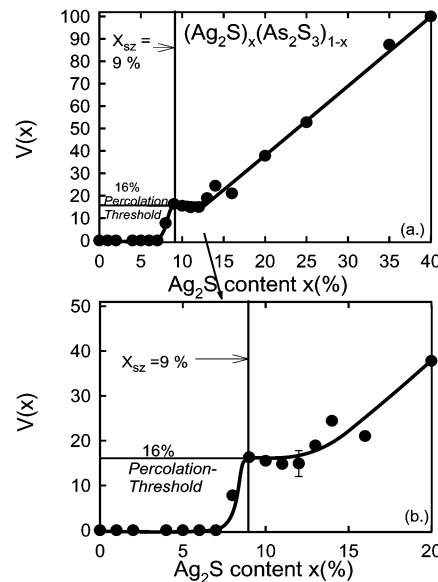 100
90
80
70
60
50
40
30
20
10
0
V(x)
X_sz =
9 %
(Ag2S)x(As2S3)1-x
16%
Percolation
Threshold
(a.)
0 5 10 15 20 25 30 35 40
Ag2S content x(%)
50
40
30
20
10
0
V(x)
X_sz =9 %
16%
Percolation-
Threshold
(b.)
0 5 10 15 20
Ag2S content x(%)